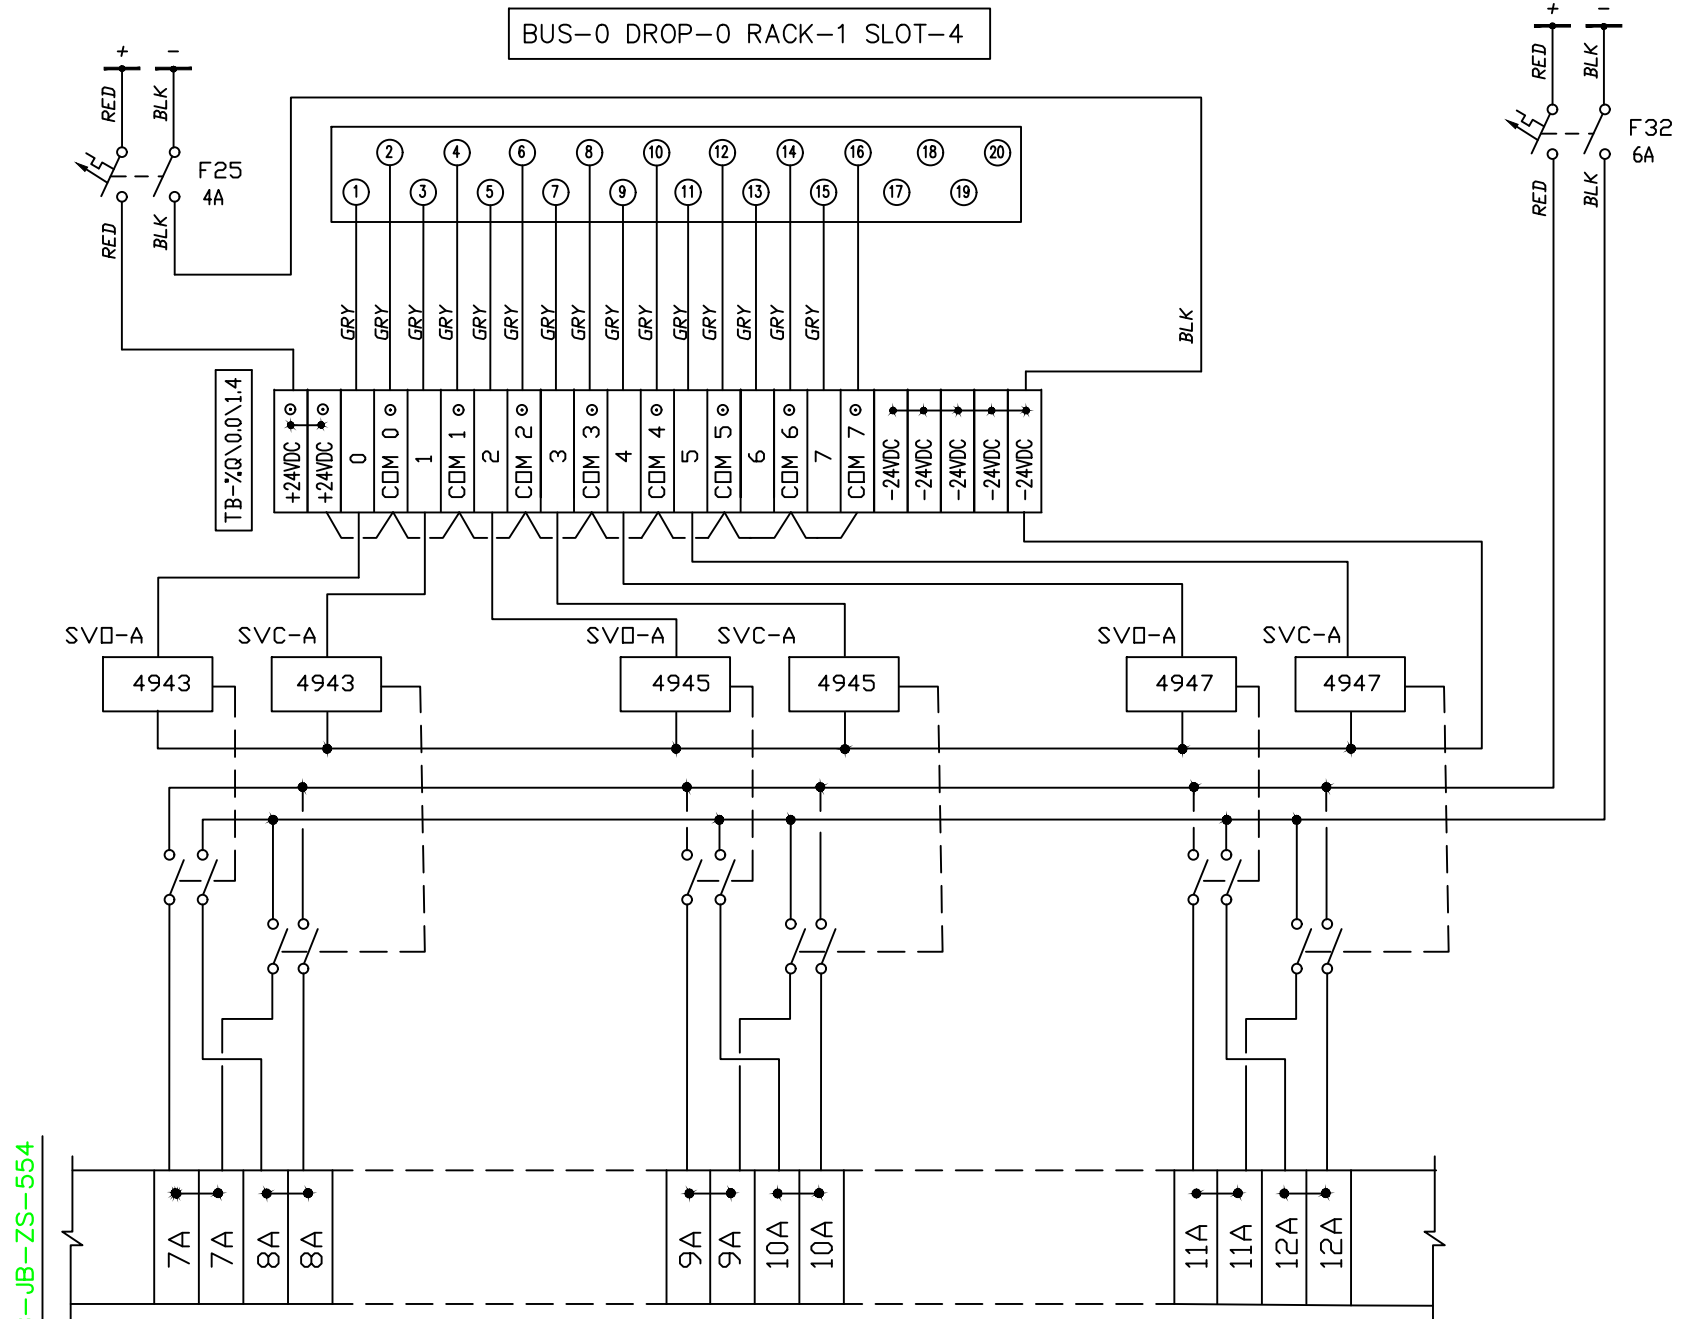 BUS-0 DROP-0 RACK-1 SLOT-4
+ -
RED BLK
F25
4A
RED BLK
+ -
RED BLK
F32
6A
RED BLK
2 4 6 8 10 12 14 16 18 20
1 3 5 7 9 11 13 15 17 19
GRY GRY GRY GRY GRY GRY GRY GRY GRY GRY GRY GRY GRY GRY GRY
BLK
TB-%Q\0.0\1.4
+24VDC
+24VDC
0
COM 0
1
COM 1
2
COM 2
3
COM 3
4
COM 4
5
COM 5
6
COM 6
7
COM 7
-24VDC
-24VDC
-24VDC
-24VDC
-24VDC
SVO-A SVC-A SVO-A SVC-A SVO-A SVC-A
4943 4943 4945 4945 4947 4947
-JB-ZS-554
7A 7A 8A 8A 9A 9A 10A 10A 11A 11A 12A 12A